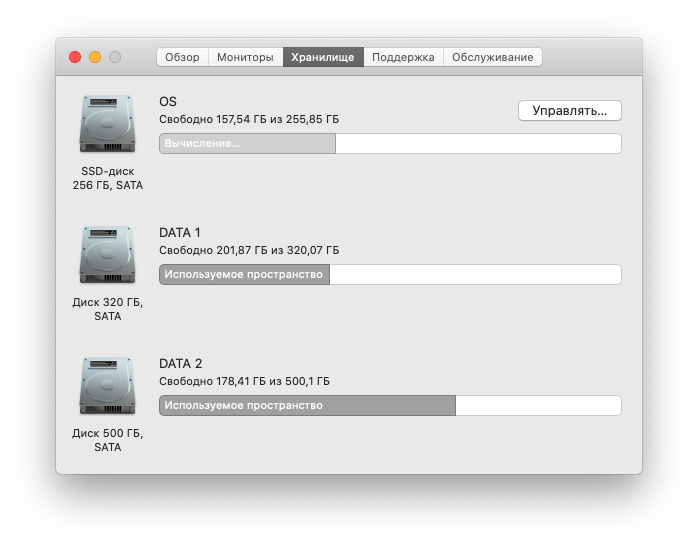 Обзор
Мониторы
Хранилище
Поддержка
Обслуживание
OS
Свободно 157,54 ГБ из 255,85 ГБ
Управлять...
Вычисление...
SSD-диск
256 ГБ, SATA
DATA 1
Свободно 201,87 ГБ из 320,07 ГБ
Используемое пространство
Диск 320 ГБ,
SATA
DATA 2
Свободно 178,41 ГБ из 500,1 ГБ
Используемое пространство
Диск 500 ГБ,
SATA